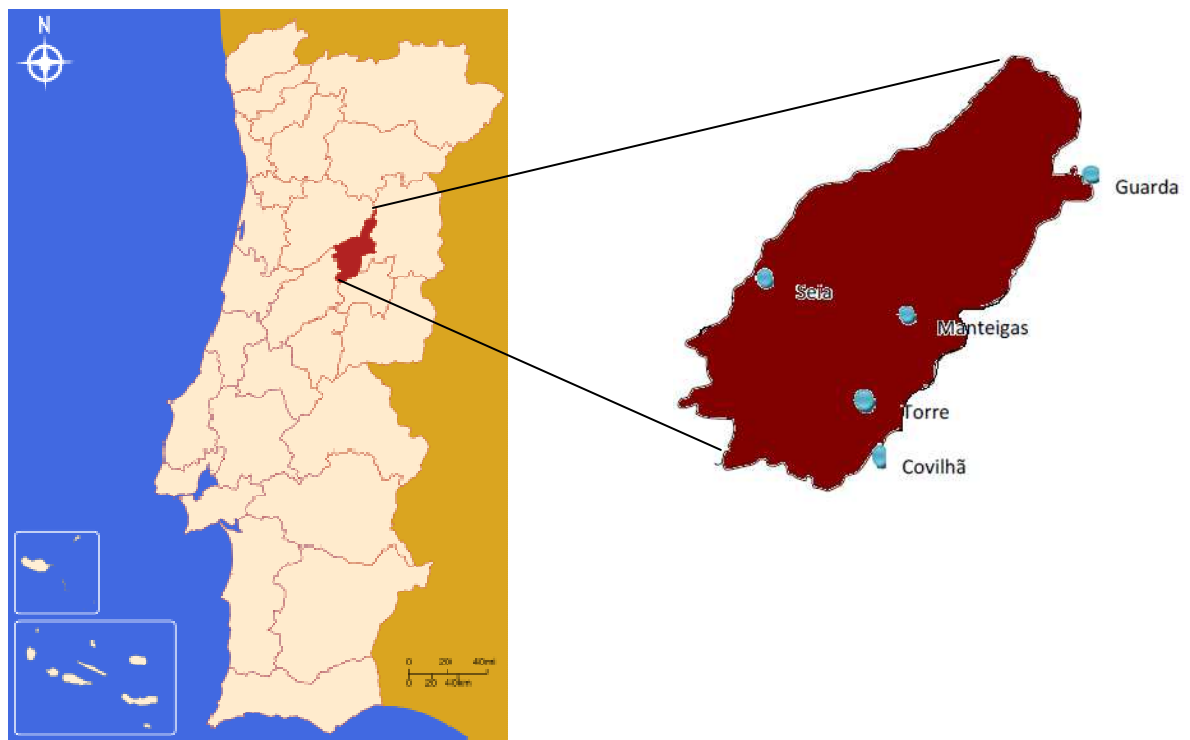 N
Guarda
Seia
Manteigas
Torre
Covilhã
0 20 40mi
0 20 40km